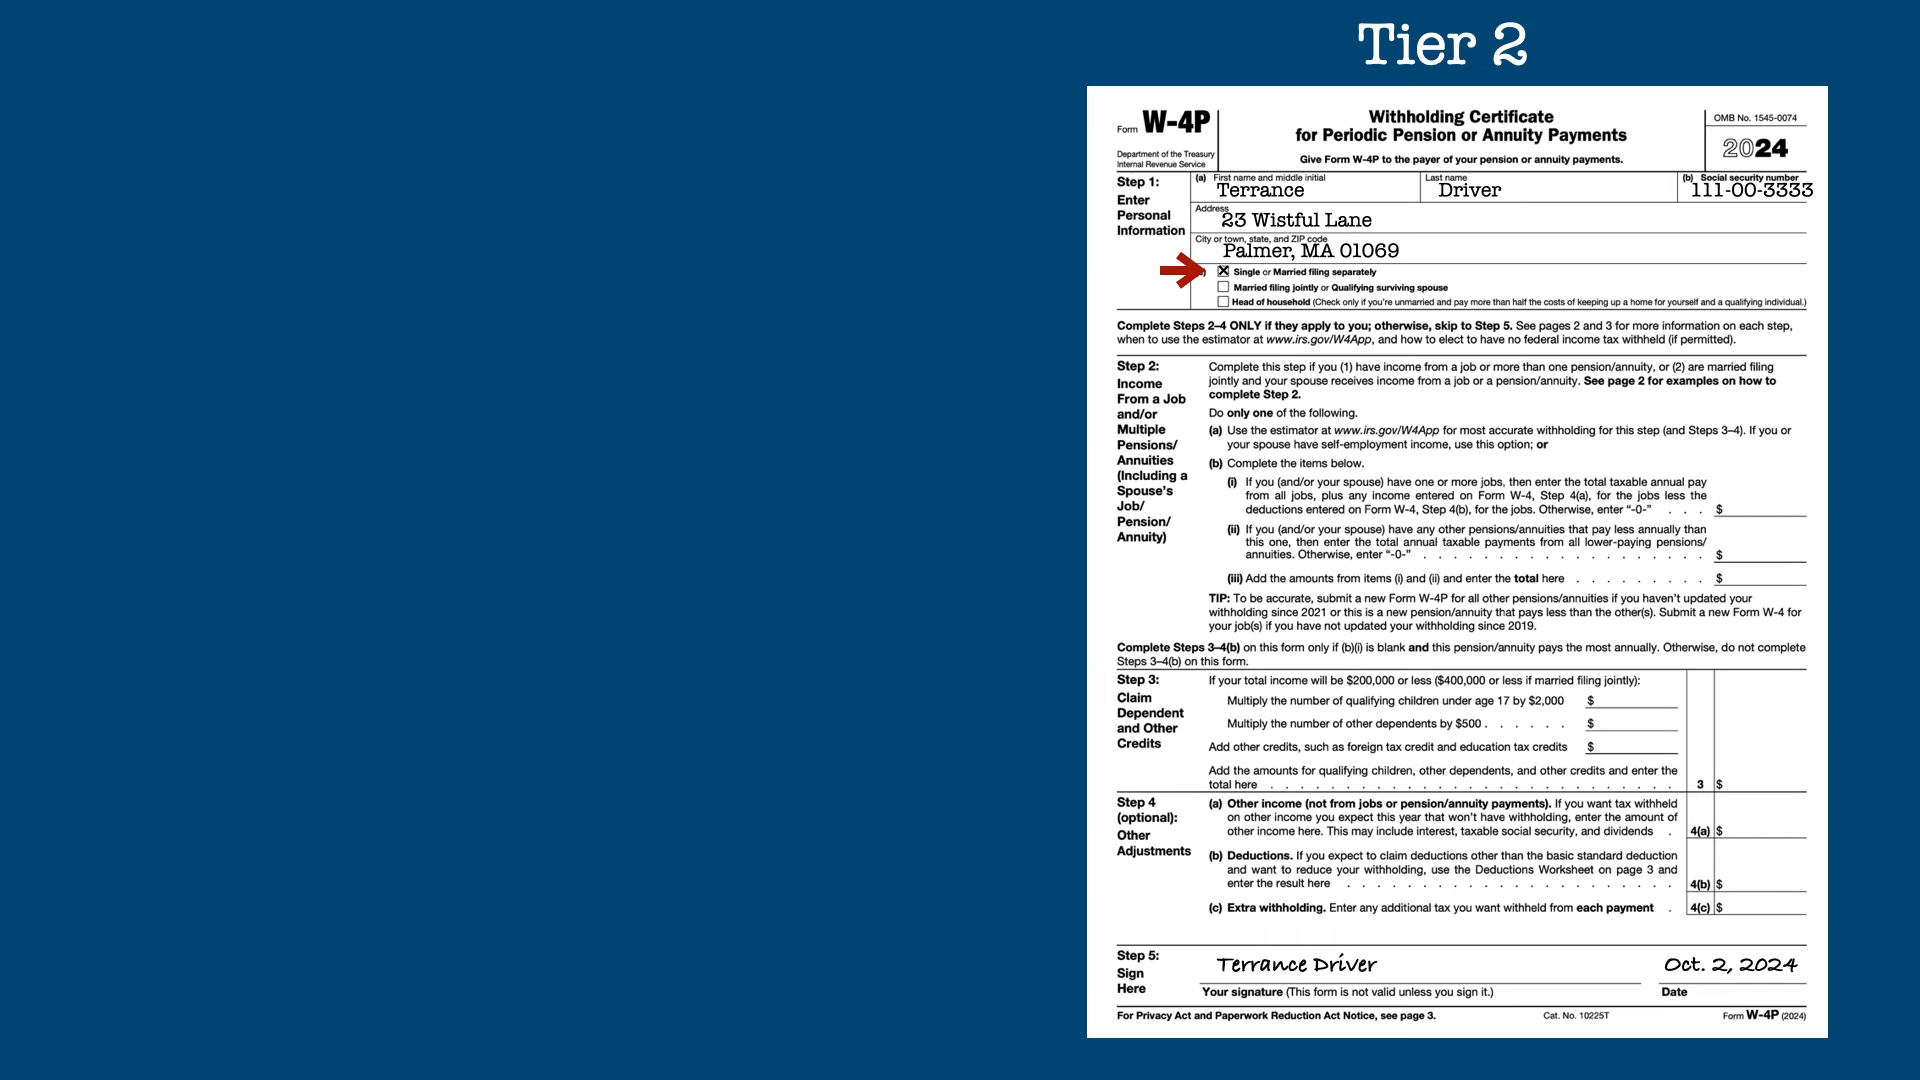 Tier 2
Form W-4P
Department of the Treasury
Internal Revenue Service
Withholding Certificate
for Periodic Pension or Annuity Payments
Give Form W-4P to the payer of your pension or annuity payments.
OMB No. 1545-0074
2024
Step 1:
Enter
Personal
Information
(a) First name and middle initial
Terrance
Last name
Driver
(b) Social security number
111-00-3333
Address
23 Wistful Lane
City or town, state, and ZIP code
Palmer, MA 01069
Single or Married filing separately
Married filing jointly or Qualifying surviving spouse
Head of household (Check only if you're unmarried and pay more than half the costs of keeping up a home for yourself and a qualifying individual.)
Complete Steps 2–4 ONLY if they apply to you; otherwise, skip to Step 5. See pages 2 and 3 for more information on each step,
when to use the estimator at www.irs.gov/W4App, and how to elect to have no federal income tax withheld (if permitted).
Step 2:
Income
From a Job
and/or
Multiple
Pensions/
Annuities
(Including a
Spouse's
Job/
Pension/
Annuity)
Complete this step if you (1) have income from a job or more than one pension/annuity, or (2) are married filing
jointly and your spouse receives income from a job or a pension/annuity. See page 2 for examples on how to
complete Step 2.
Do only one of the following.
(a) Use the estimator at www.irs.gov/W4App for most accurate withholding for this step (and Steps 3–4). If you or
your spouse have self-employment income, use this option; or
(b) Complete the items below.
(i) If you (and/or your spouse) have one or more jobs, then enter the total taxable annual pay
from all jobs, plus any income entered on Form W-4, Step 4(a), for the jobs less the
deductions entered on Form W-4, Step 4(b), for the jobs. Otherwise, enter “-0-” . . . $
(ii) If you (and/or your spouse) have any other pensions/annuities that pay less annually than
this one, then enter the total annual taxable payments from all lower-paying pensions/
annuities. Otherwise, enter “-0-” . . . . . . . . . . . . . . . . . . . $
(iii) Add the amounts from items (i) and (ii) and enter the total here . . . . . . . . . $
TIP: To be accurate, submit a new Form W-4P for all other pensions/annuities if you haven't updated your
withholding since 2021 or this is a new pension/annuity that pays less than the other(s). Submit a new Form W-4 for
your job(s) if you have not updated your withholding since 2019.
Complete Steps 3–4(b) on this form only if (b)(i) is blank and this pension/annuity pays the most annually. Otherwise, do not complete
Steps 3–4(b) on this form.
Step 3:
Claim
Dependent
and Other
Credits
If your total income will be $200,000 or less ($400,000 or less if married filing jointly):
Multiply the number of qualifying children under age 17 by $2,000 $
Multiply the number of other dependents by $500 . . . . . . $
Add other credits, such as foreign tax credit and education tax credits $
Add the amounts for qualifying children, other dependents, and other credits and enter the
total here . . . . . . . . . . . . . . . . . . . . . . . . . . . 3 $
Step 4
(optional):
Other
Adjustments
(a) Other income (not from jobs or pension/annuity payments). If you want tax withheld
on other income you expect this year that won't have withholding, enter the amount of
other income here. This may include interest, taxable social security, and dividends . 4(a) $
(b) Deductions. If you expect to claim deductions other than the basic standard deduction
and want to reduce your withholding, use the Deductions Worksheet on page 3 and
enter the result here . . . . . . . . . . . . . . . . . . . . . . 4(b) $
(c) Extra withholding. Enter any additional tax you want withheld from each payment . 4(c) $
Step 5:
Sign
Here
Terrance Driver
Oct. 2, 2024
Your signature (This form is not valid unless you sign it.)
Date
For Privacy Act and Paperwork Reduction Act Notice, see page 3.
Cat. No. 10225T
Form W-4P (2024)